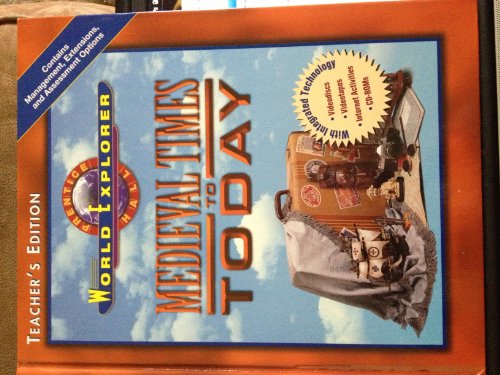 Contains
Management, Extensions,
and Assessment Options
TEACHER'S EDITION
PRENTICE
HALL
WORLD EXPLORER
MEDIEVAL TIMES
TO
TODAY
With Integrated Technology
• Videodiscs
• Videotapes
• Internet Activities
• CD-ROMs